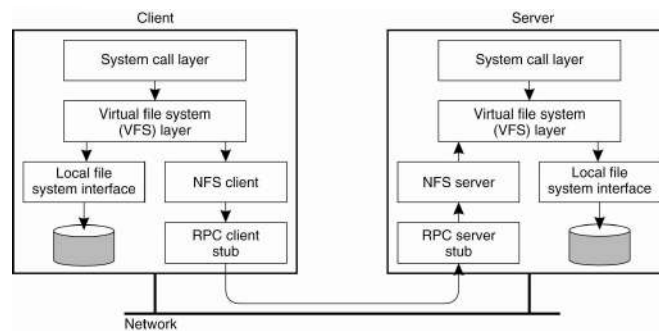 Client
Server
System call layer
System call layer
Virtual file system
(VFS) layer
Virtual file system
(VFS) layer
Local file
system interface
NFS client
NFS server
Local file
system interface
RPC client
stub
RPC server
stub
Network